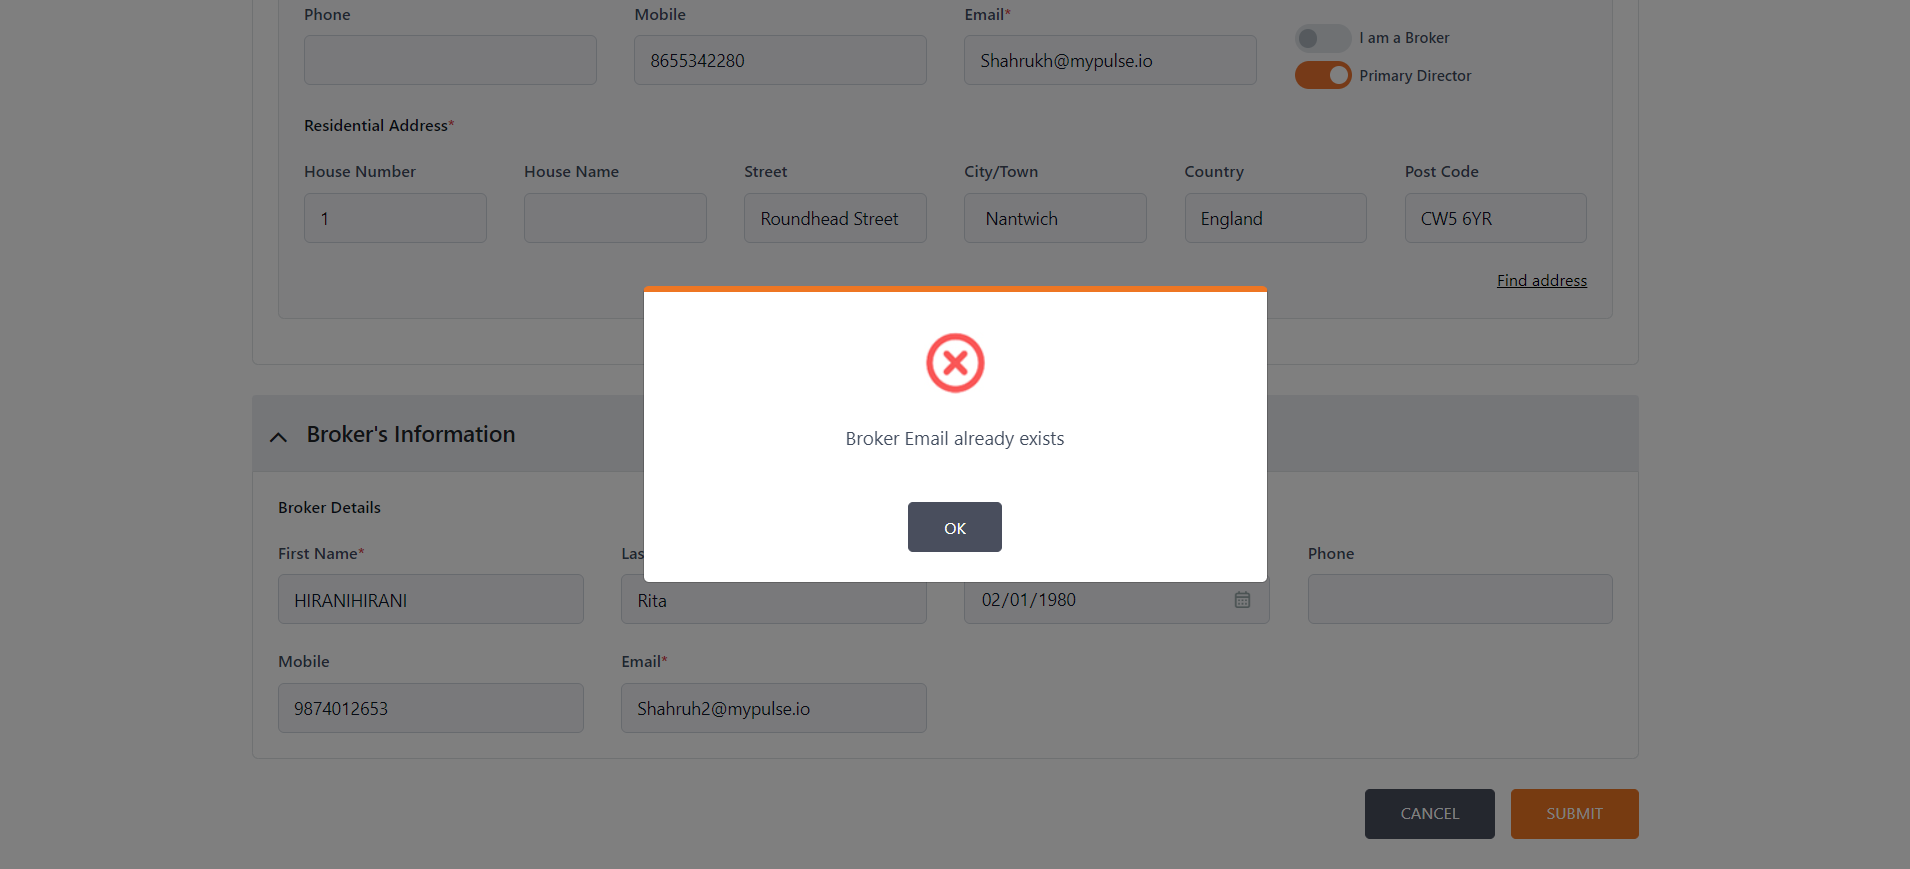 Phone Mobile Email*
8655342280 Shahrukh@mypulse.io
I am a Broker
Primary Director
Residential Address*
House Number House Name Street City/Town Country Post Code
1 Roundhead Street Nantwich England CW5 6YR
Find address
Broker Email already exists
OK
Broker's Information
Broker Details
First Name* Las Phone
HIRANIHIRANI Rita 02/01/1980
Mobile Email*
9874012653 Shahruh2@mypulse.io
CANCEL SUBMIT